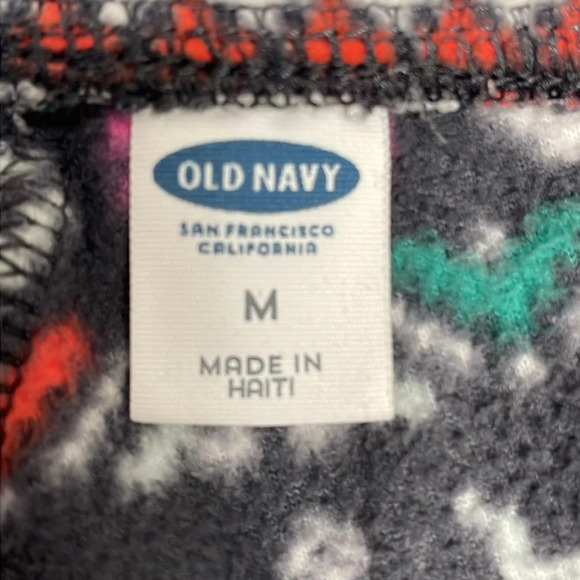 OLD NAVY
SAN FRANCISCO
CALIFORNIA
M
MADE IN
HAITI